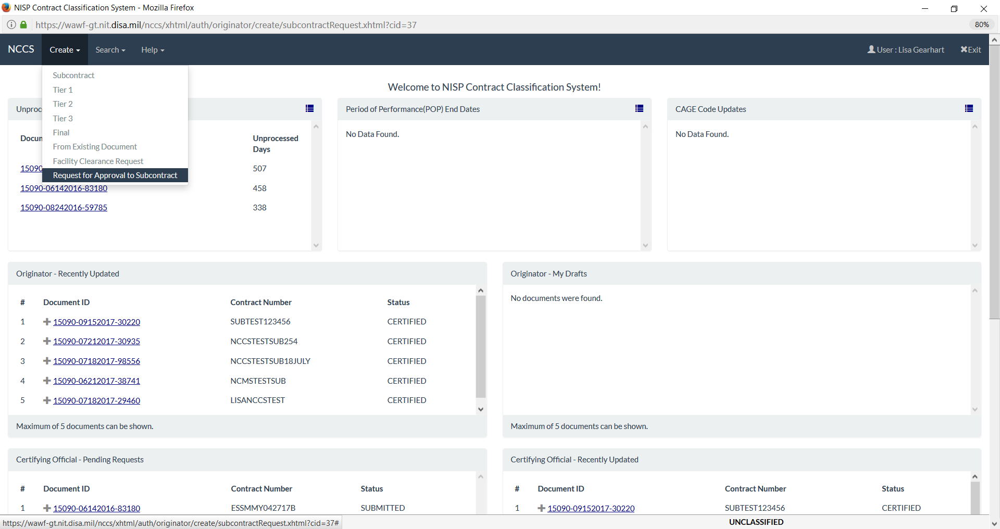 NISP Contract Classification System - Mozilla Firefox
https://wawf-gt.nit.disa.mil/nccs/xhtml/auth/originator/create/subcontractRequest.xhtml?cid=37
80%
NCCS Create Search Help User : Lisa Gearhart Exit
Subcontract
Tier 1
Tier 2
Tier 3
Final
From Existing Document
Facility Clearance Request
Request for Approval to Subcontract
Welcome to NISP Contract Classification System!
Unproc
Docum
Unprocessed
Days
15090 507
15090-06142016-83180 458
15090-08242016-59785 338
Period of Performance(POP) End Dates
No Data Found.
CAGE Code Updates
No Data Found.
Originator - Recently Updated
# Document ID Contract Number Status
1 15090-09152017-30220 SUBTEST123456 CERTIFIED
2 15090-07212017-30935 NCCSTESTSUB254 CERTIFIED
3 15090-07182017-98556 NCCSTESTSUB18JULY CERTIFIED
4 15090-06212017-38741 NCMSTESTSUB CERTIFIED
5 15090-07182017-29460 LISANCCSTEST CERTIFIED
Maximum of 5 documents can be shown.
Originator - My Drafts
No documents were found.
Maximum of 5 documents can be shown.
Certifying Official - Pending Requests
# Document ID Contract Number Status
1 15090-06142016-83180 ESSMMY042717B SUBMITTED
Certifying Official - Recently Updated
# Document ID Contract Number Status
1 15090-09152017-30220 SUBTEST123456 CERTIFIED
https://wawf-gt.nit.disa.mil/nccs/xhtml/auth/originator/create/subcontractRequest.xhtml?cid=37#
UNCLASSIFIED